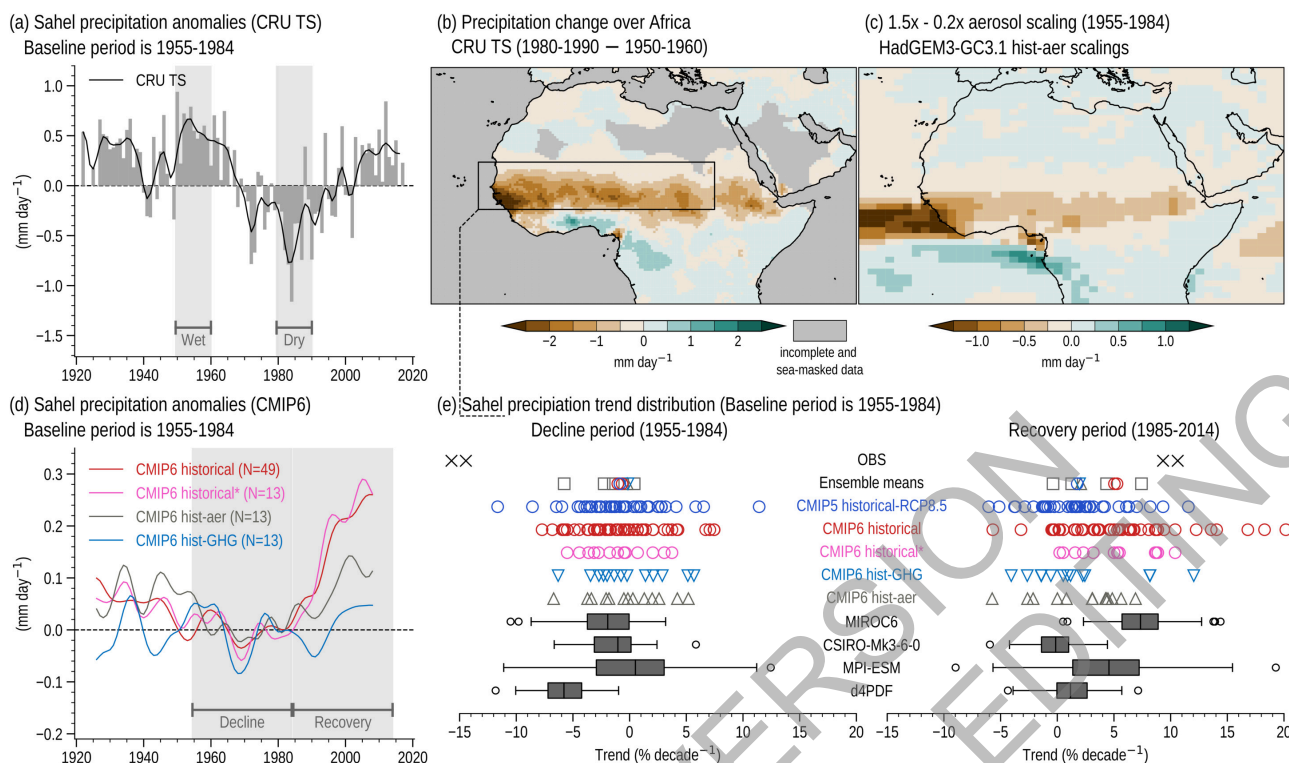 (a) Sahel precipitation anomalies (CRU TS)
Baseline period is 1955-1984
CRU TS
(mm day−1)
1.0
0.5
0.0
−0.5
−1.0
−1.5
Wet
Dry
1920 1940 1960 1980 2000 2020
(b) Precipitation change over Africa
CRU TS (1980-1990 − 1950-1960)
−2 −1 0 1 2
mm day−1
incomplete and
sea-masked data
(c) 1.5x - 0.2x aerosol scaling (1955-1984)
HadGEM3-GC3.1 hist-aer scalings
−1.0 −0.5 0.0 0.5 1.0
mm day−1
(d) Sahel precipitation anomalies (CMIP6)
Baseline period is 1955-1984
CMIP6 historical (N=49)
CMIP6 historical* (N=13)
CMIP6 hist-aer (N=13)
CMIP6 hist-GHG (N=13)
(mm day−1)
0.3
0.2
0.1
0.0
−0.1
−0.2
Decline
Recovery
1920 1940 1960 1980 2000 2020
(e) Sahel precipiation trend distribution (Baseline period is 1955-1984)
Decline period (1955-1984)
Recovery period (1985-2014)
OBS
Ensemble means
CMIP5 historical-RCP8.5
CMIP6 historical
CMIP6 historical*
CMIP6 hist-GHG
CMIP6 hist-aer
MIROC6
CSIRO-Mk3-6-0
MPI-ESM
d4PDF
−15 −10 −5 0 5 10 15 20
Trend (% decade−1)
−15 −10 −5 0 5 10 15 20
Trend (% decade−1)
VERSION
EDITING